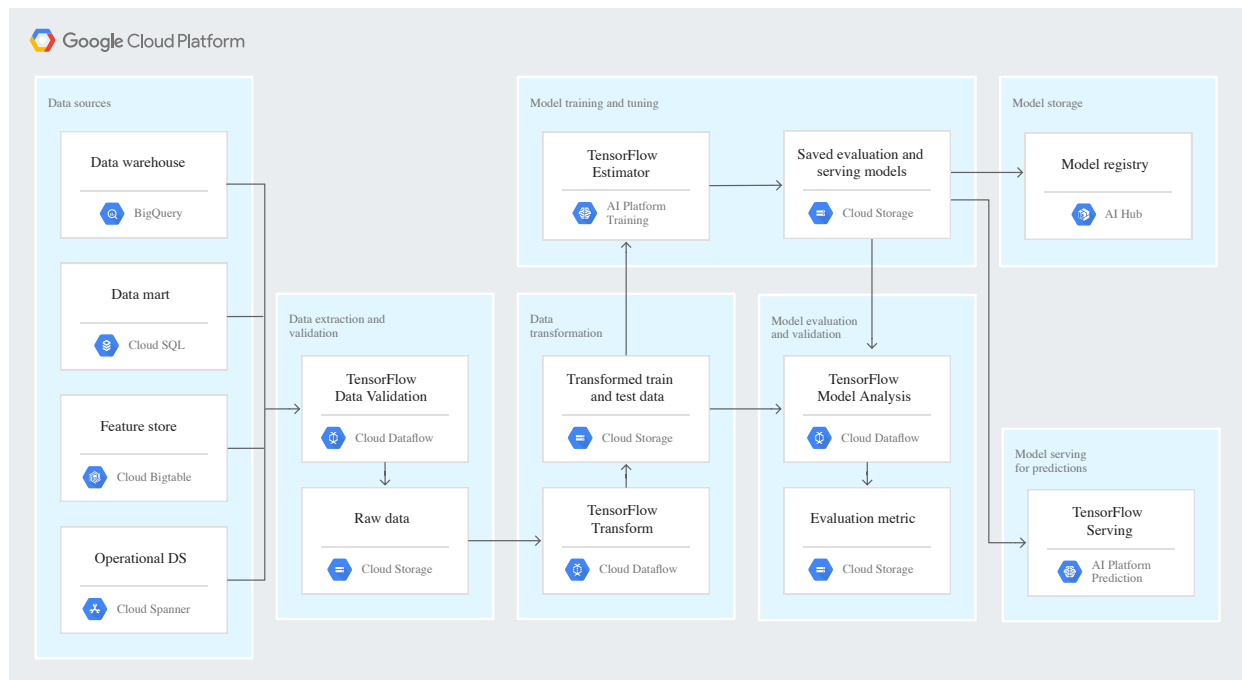 Google Cloud Platform
Data sources
Data warehouse
BigQuery
Data mart
Cloud SQL
Feature store
Cloud Bigtable
Operational DS
Cloud Spanner
Data extraction and
validation
TensorFlow
Data Validation
Cloud Dataflow
Raw data
Cloud Storage
Data
transformation
Transformed train
and test data
Cloud Storage
TensorFlow
Transform
Cloud Dataflow
Model training and tuning
TensorFlow
Estimator
AI Platform
Training
Saved evaluation and
serving models
Cloud Storage
Model evaluation
and validation
TensorFlow
Model Analysis
Cloud Dataflow
Evaluation metric
Cloud Storage
Model storage
Model registry
AI Hub
Model serving
for predictions
TensorFlow
Serving
AI Platform
Prediction